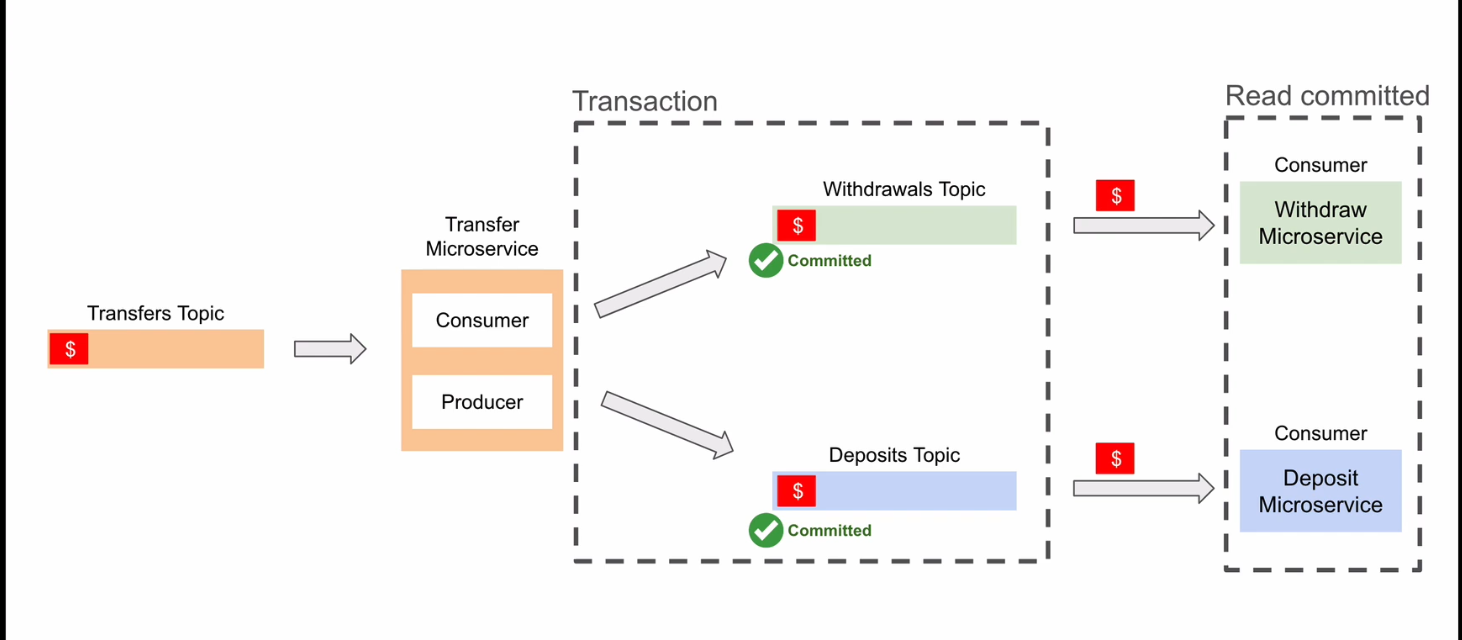 Transaction
Read committed
Consumer
Withdrawals Topic
$
$
Withdraw
Microservice
Committed
Transfer
Microservice
Transfers Topic
$
Consumer
Producer
Deposits Topic
$
Committed
$
Consumer
Deposit
Microservice